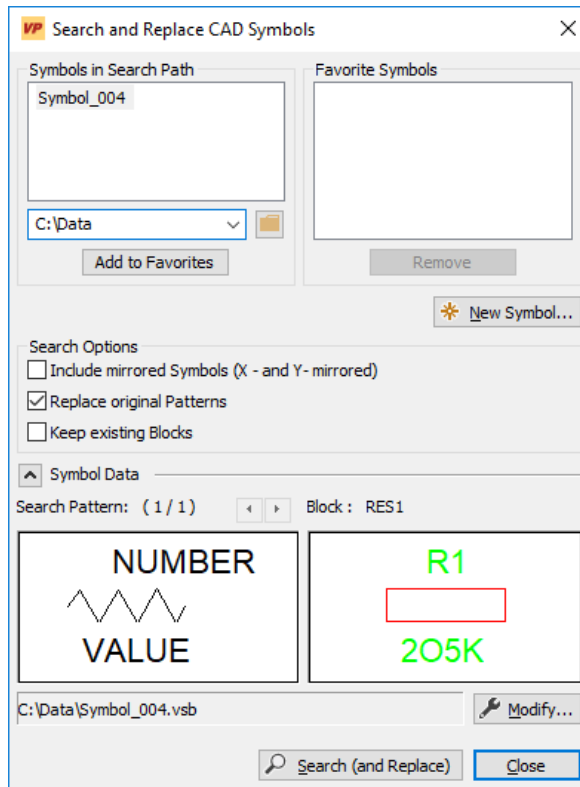 VP Search and Replace CAD Symbols
Symbols in Search Path
Symbol_004
C:\Data
Add to Favorites
Favorite Symbols
Remove
New Symbol...
Search Options
Include mirrored Symbols (X - and Y- mirrored)
Replace original Patterns
Keep existing Blocks
Symbol Data
Search Pattern: ( 1 / 1 )
Block : RES1
NUMBER
VALUE
R1
2O5K
C:\Data\Symbol_004.vsb
Modify...
Search (and Replace)
Close